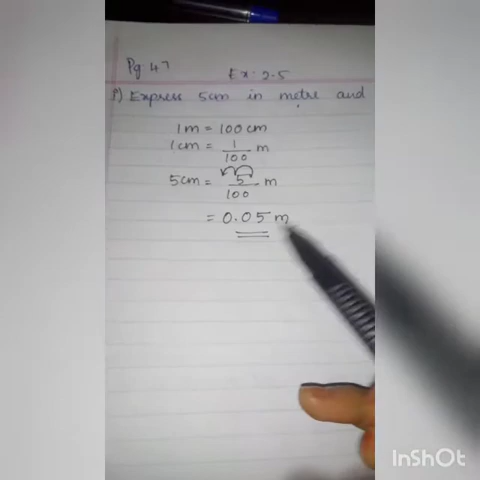 Pg: 47
Ex: 2.5
1) Express 5cm in metre and
1m = 100 cm
1cm = 1/100 m
5cm = 5/100 m
= 0.05 m
InShOt